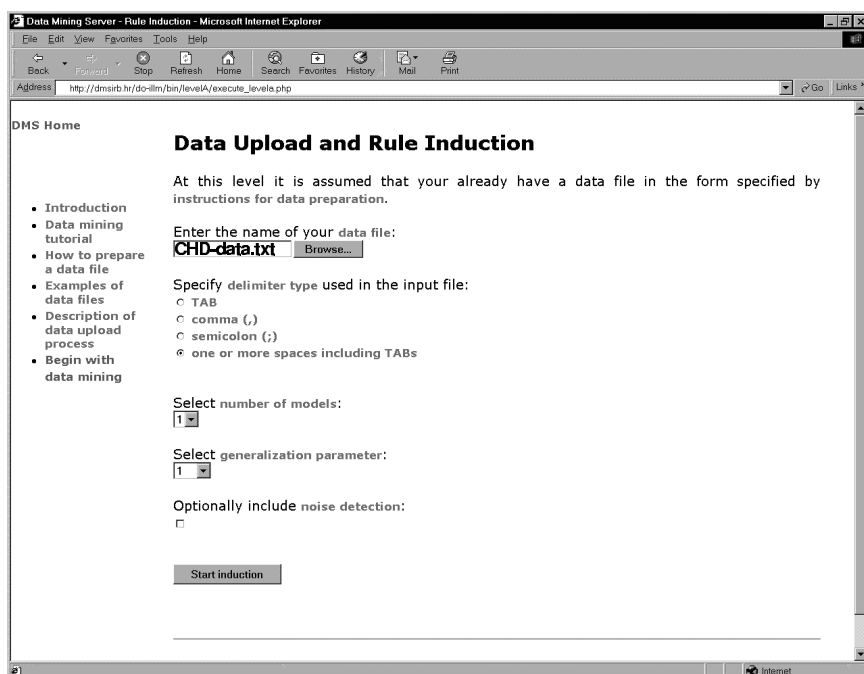 Data Mining Server - Rule Induction - Microsoft Internet Explorer
File Edit View Favorites Tools Help
Back Forward Stop Refresh Home Search Favorites History Mail Print
Address http://dmsirb.hr/do-illm/bin/levelA/execute_levela.php Go Links
DMS Home
Introduction
Data mining
tutorial
How to prepare
a data file
Examples of
data files
Description of
data upload
process
Begin with
data mining
Data Upload and Rule Induction
At this level it is assumed that your already have a data file in the form specified by
instructions for data preparation.
Enter the name of your data file:
CHD-data.txt Browse...
Specify delimiter type used in the input file:
TAB
comma (,)
semicolon (;)
one or more spaces including TABs
Select number of models:
1
Select generalization parameter:
1
Optionally include noise detection:
Start induction
Internet